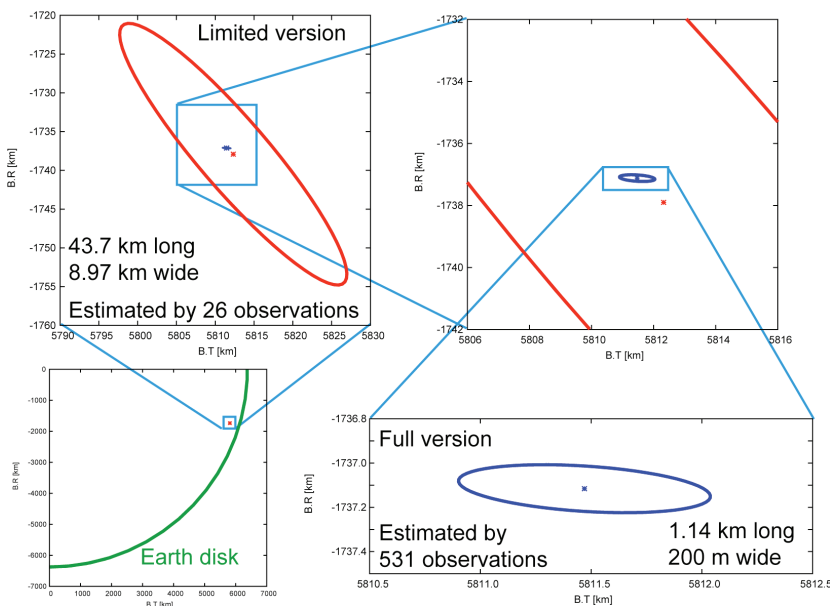 Limited version
-1720
-1725
-1730
-1735
-1740
-1745
-1750
-1755
-1760
B.R [km]
43.7 km long
8.97 km wide
Estimated by 26 observations
5790 5795 5800 5805 5810 5815 5820 5825 5830
B.T [km]
-1732
-1734
-1736
-1738
-1740
-1742
B.R [km]
5806 5808 5810 5812 5814 5816
B.T [km]
0
-1000
-2000
-3000
-4000
-5000
-6000
-7000
B.R [km]
Earth disk
0 1000 2000 3000 4000 5000 6000 7000
B.T [km]
-1736.8
-1737.0
-1737.2
-1737.4
B.R [km]
Full version
Estimated by
531 observations
1.14 km long
200 m wide
5810.5 5811.0 5811.5 5812.0 5812.5
B.T [km]